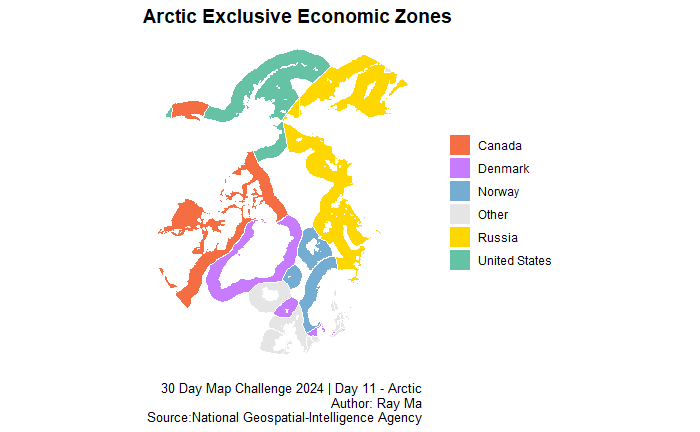 Arctic Exclusive Economic Zones
Canada
Denmark
Norway
Other
Russia
United States
30 Day Map Challenge 2024 | Day 11 - Arctic
Author: Ray Ma
Source:National Geospatial-Intelligence Agency